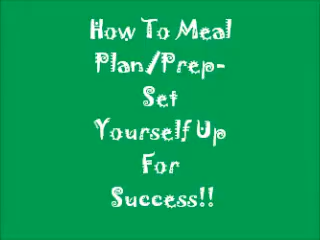 How To Meal
Plan/Prep-
Set
Yourself Up
For
Success!!